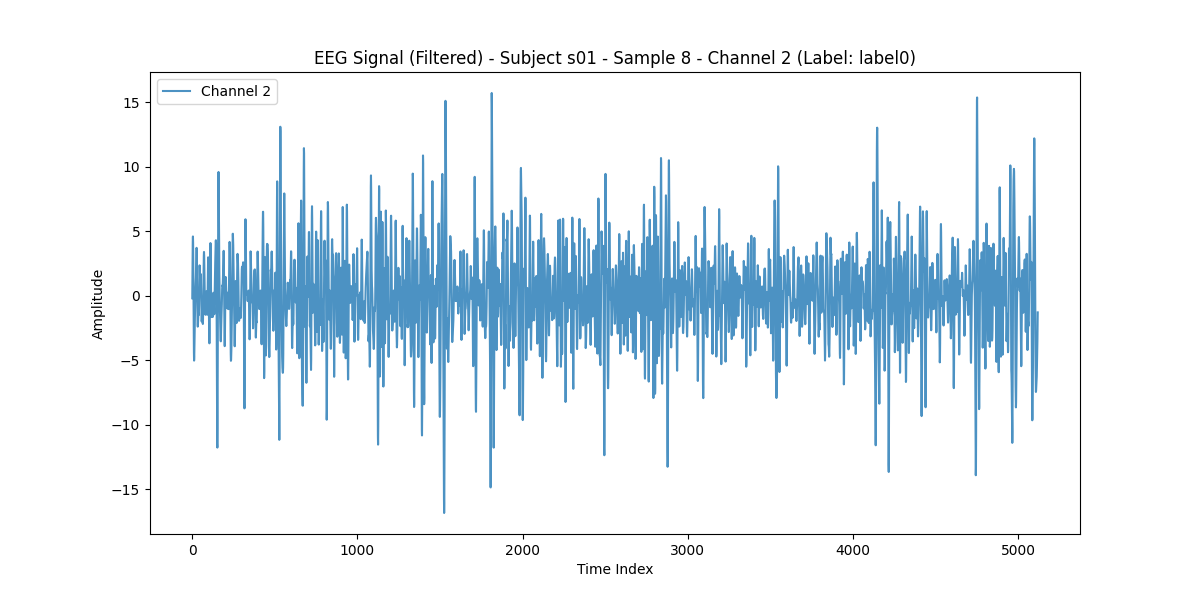 EEG Signal (Filtered) - Subject s01 - Sample 8 - Channel 2 (Label: label0)
Channel 2
15
10
5
0
−5
−10
−15
Amplitude
0 1000 2000 3000 4000 5000
Time Index